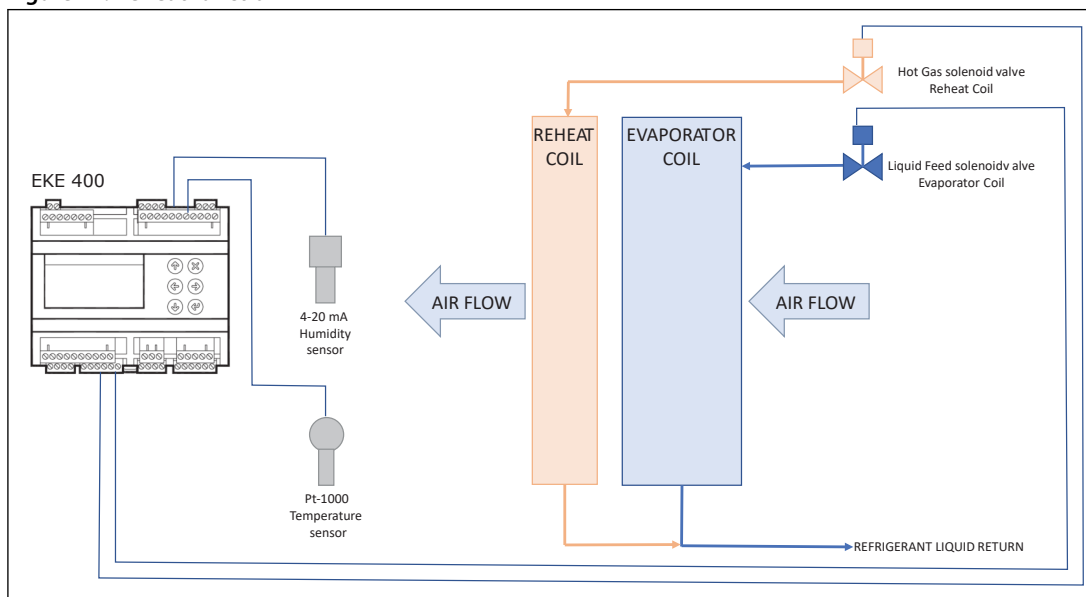 Hot Gas solenoid valve
Reheat Coil
REHEAT
COIL
EVAPORATOR
COIL
Liquid Feed solenoidv alve
Evaporator Coil
EKE 400
AIR FLOW
AIR FLOW
4-20 mA
Humidity
sensor
Pt-1000
Temperature
sensor
REFRIGERANT LIQUID RETURN